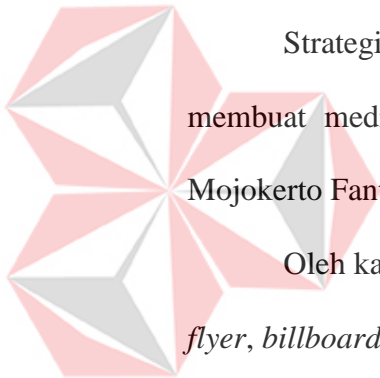 Strategi
membuat med
Mojokerto Fan
Oleh ka
flyer, billboard